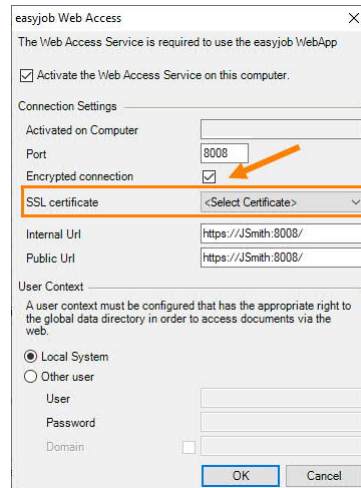 easyjob Web Access
The Web Access Service is required to use the easyjob WebApp
Activate the Web Access Service on this computer.
Connection Settings
Activated on Computer
Port 8008
Encrypted connection
SSL certificate <Select Certificate>
Internal Url https://JSmith:8008/
Public Url https://JSmith:8008/
User Context
A user context must be configured that has the appropriate right to
the global data directory in order to access documents via the
web.
Local System
Other user
User
Password
Domain
OK Cancel